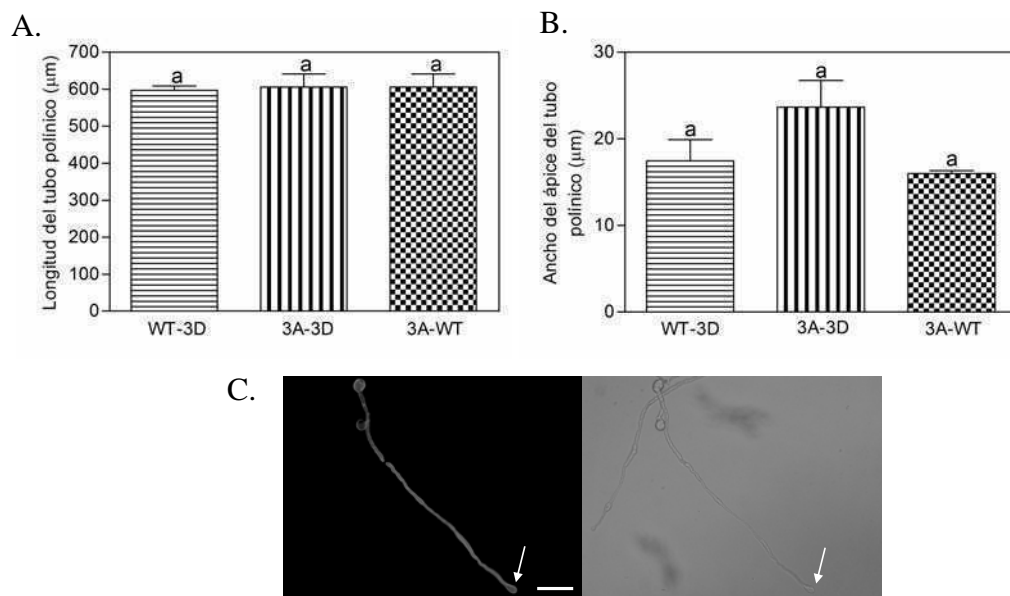 A.
Longitud del tubo polínico (µm)
700
600
500
400
300
200
100
0
a
a
a
WT-3D
3A-3D
3A-WT
B.
Ancho del ápice del tubo
polínico (µm)
30
20
10
0
a
a
a
WT-3D
3A-3D
3A-WT
C.